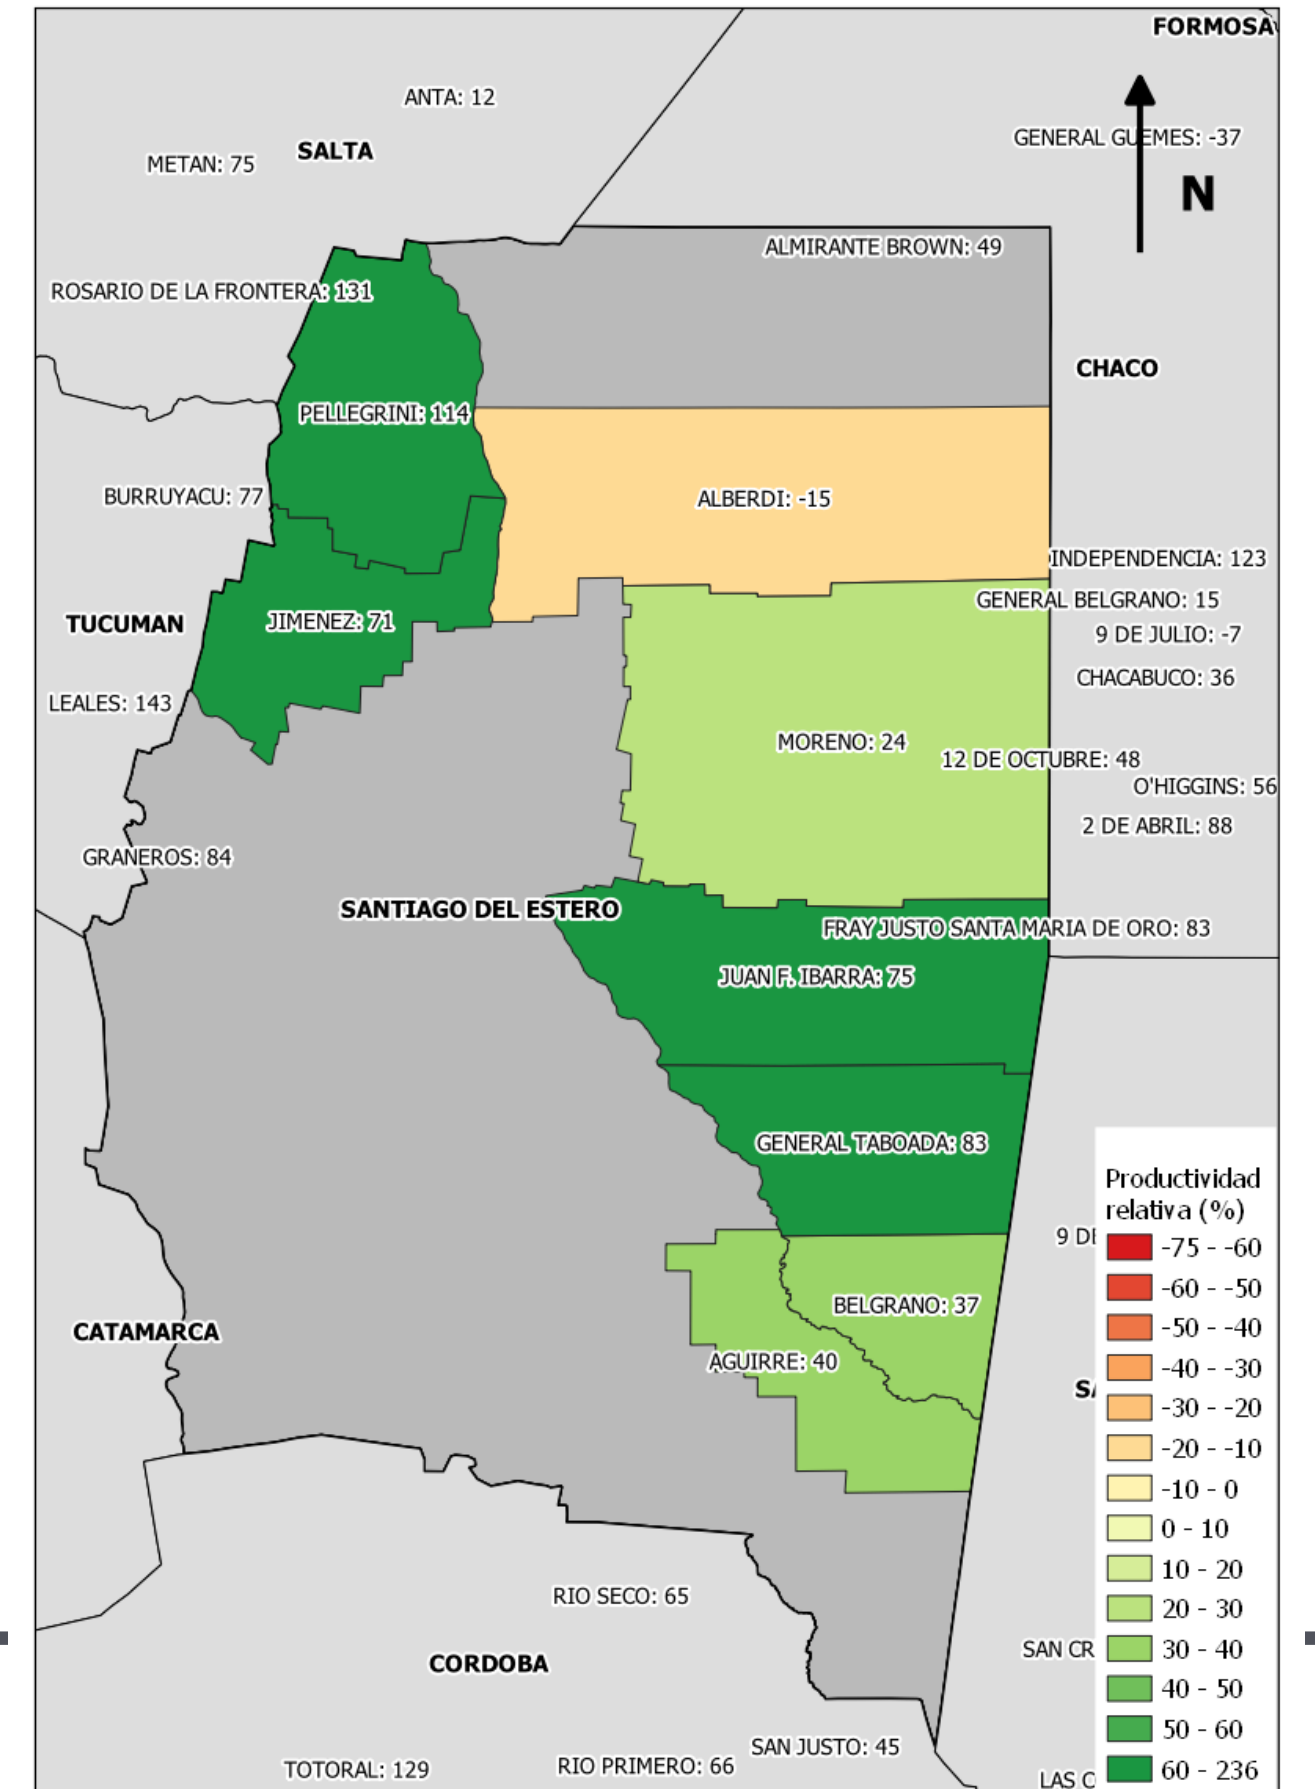 FORMOSA
ANTA: 12
GENERAL GUEMES: -37
SALTA
METAN: 75
N
ALMIRANTE BROWN: 49
ROSARIO DE LA FRONTERA: 131
CHACO
PELLEGRINI: 114
BURRUYACU: 77
ALBERDI: -15
INDEPENDENCIA: 123
GENERAL BELGRANO: 15
JIMENEZ: 71
TUCUMAN
9 DE JULIO: -7
CHACABUCO: 36
LEALES: 143
MORENO: 24
12 DE OCTUBRE: 48
O'HIGGINS: 56
2 DE ABRIL: 88
GRANEROS: 84
SANTIAGO DEL ESTERO
FRAY JUSTO SANTA MARIA DE ORO: 83
JUAN F. IBARRA: 75
GENERAL TABOADA: 83
Productividad
relativa (%)
9 DE
-75 - -60
-60 - -50
BELGRANO: 37
-50 - -40
CATAMARCA
AGUIRRE: 40
-40 - -30
SA
-30 - -20
-20 - -10
-10 - 0
0 - 10
10 - 20
RIO SECO: 65
20 - 30
SAN CR
30 - 40
CORDOBA
40 - 50
50 - 60
SAN JUSTO: 45
RIO PRIMERO: 66
TOTORAL: 129
60 - 236
LAS C